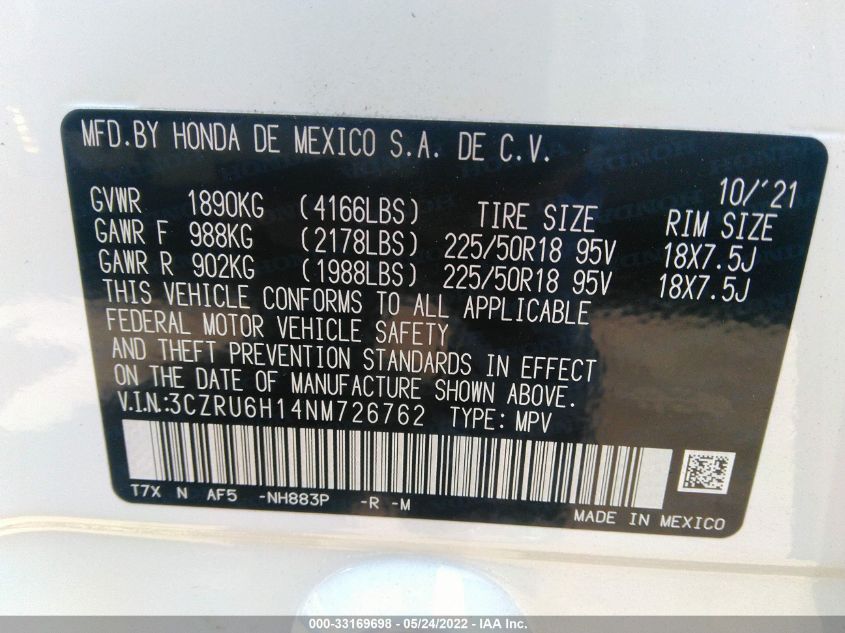 MFD.BY HONDA DE MEXICO S.A. DE C.V.
10/'21
GVWR 1890KG (4166LBS) TIRE SIZE RIM SIZE
GAWR F 988KG (2178LBS) 225/50R18 95V 18X7.5J
GAWR R 902KG (1988LBS) 225/50R18 95V 18X7.5J
THIS VEHICLE CONFORMS TO ALL APPLICABLE
FEDERAL MOTOR VEHICLE SAFETY
AND THEFT PREVENTION STANDARDS IN EFFECT
ON THE DATE OF MANUFACTURE SHOWN ABOVE.
V.I.N:3CZRU6H14NM726762 TYPE: MPV
T7X N AF5 -NH883P -R -M
MADE IN MEXICO
000-33169698 - 05/24/2022 - IAA Inc.